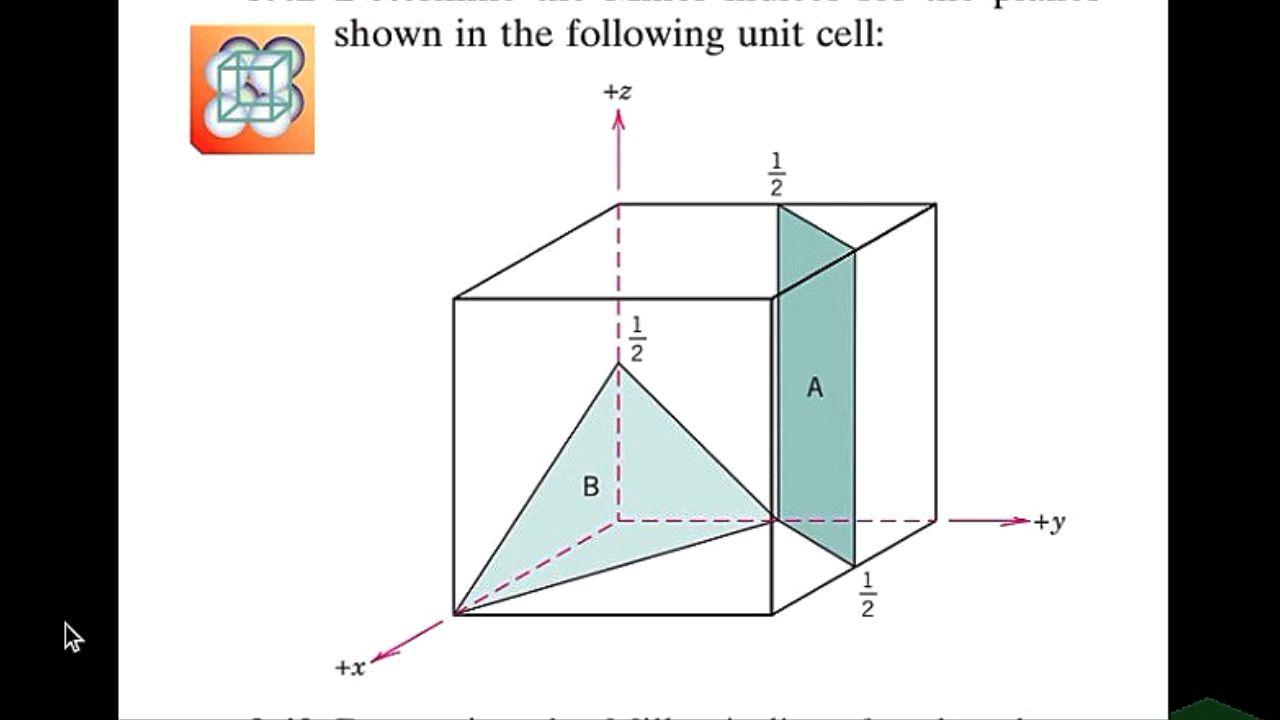 shown in the following unit cell:
+z
1
2
1
2
A
B
+y
1
2
+x